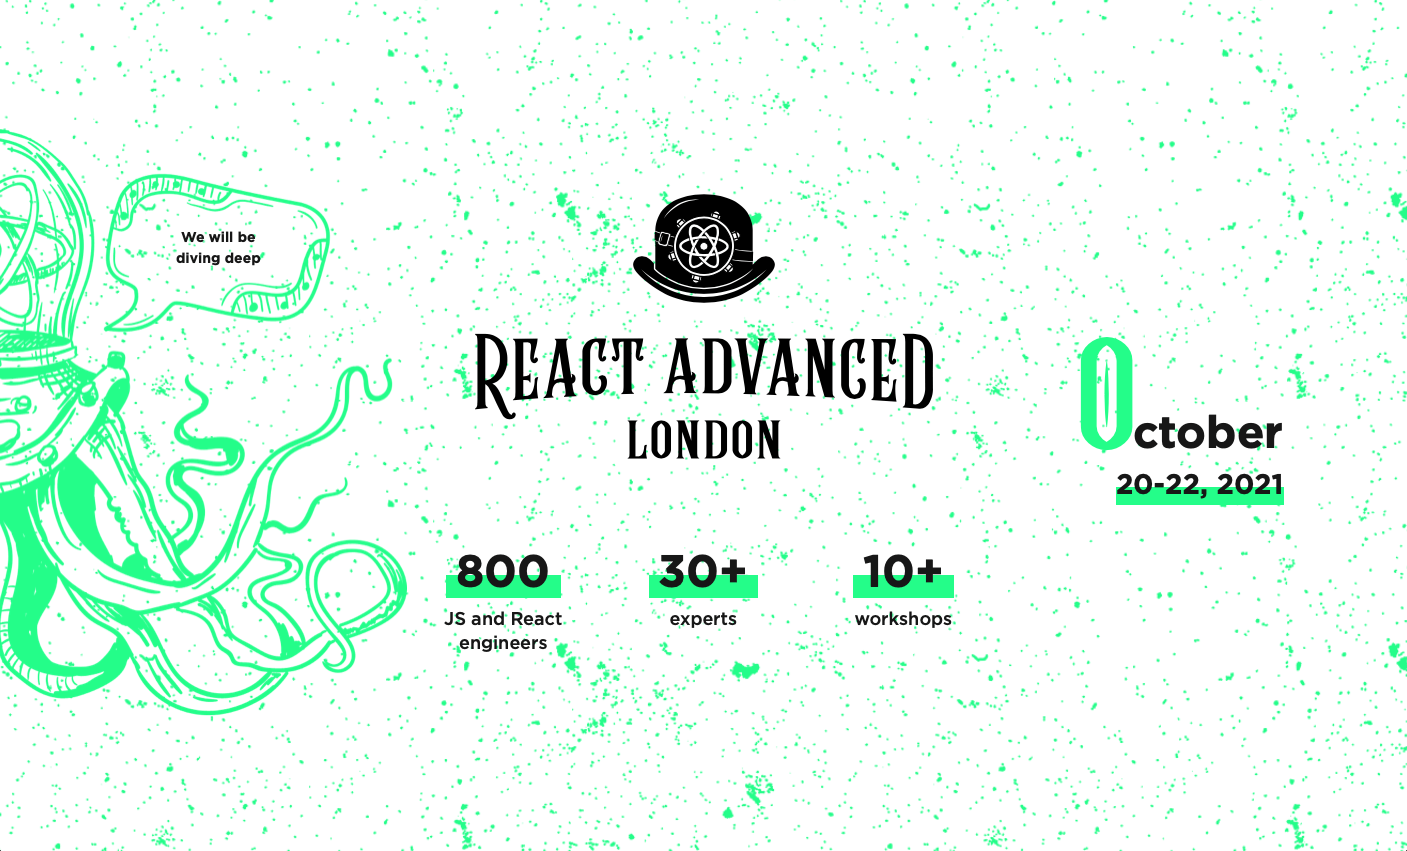 We will be
diving deep
REACT ADVANCED
LONDON
October
20-22, 2021
800
JS and React
engineers
30+
experts
10+
workshops